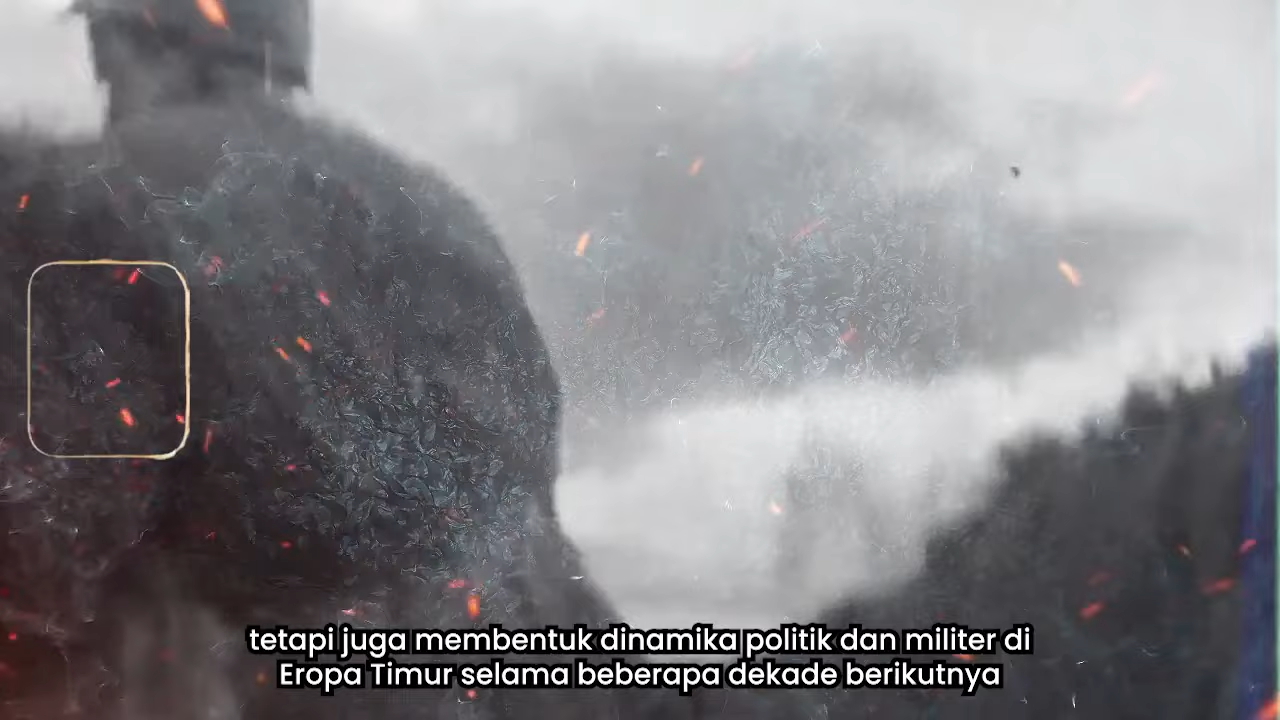 tetapi juga membentuk dinamika politik dan militer di
Eropa Timur selama beberapa dekade berikutnya